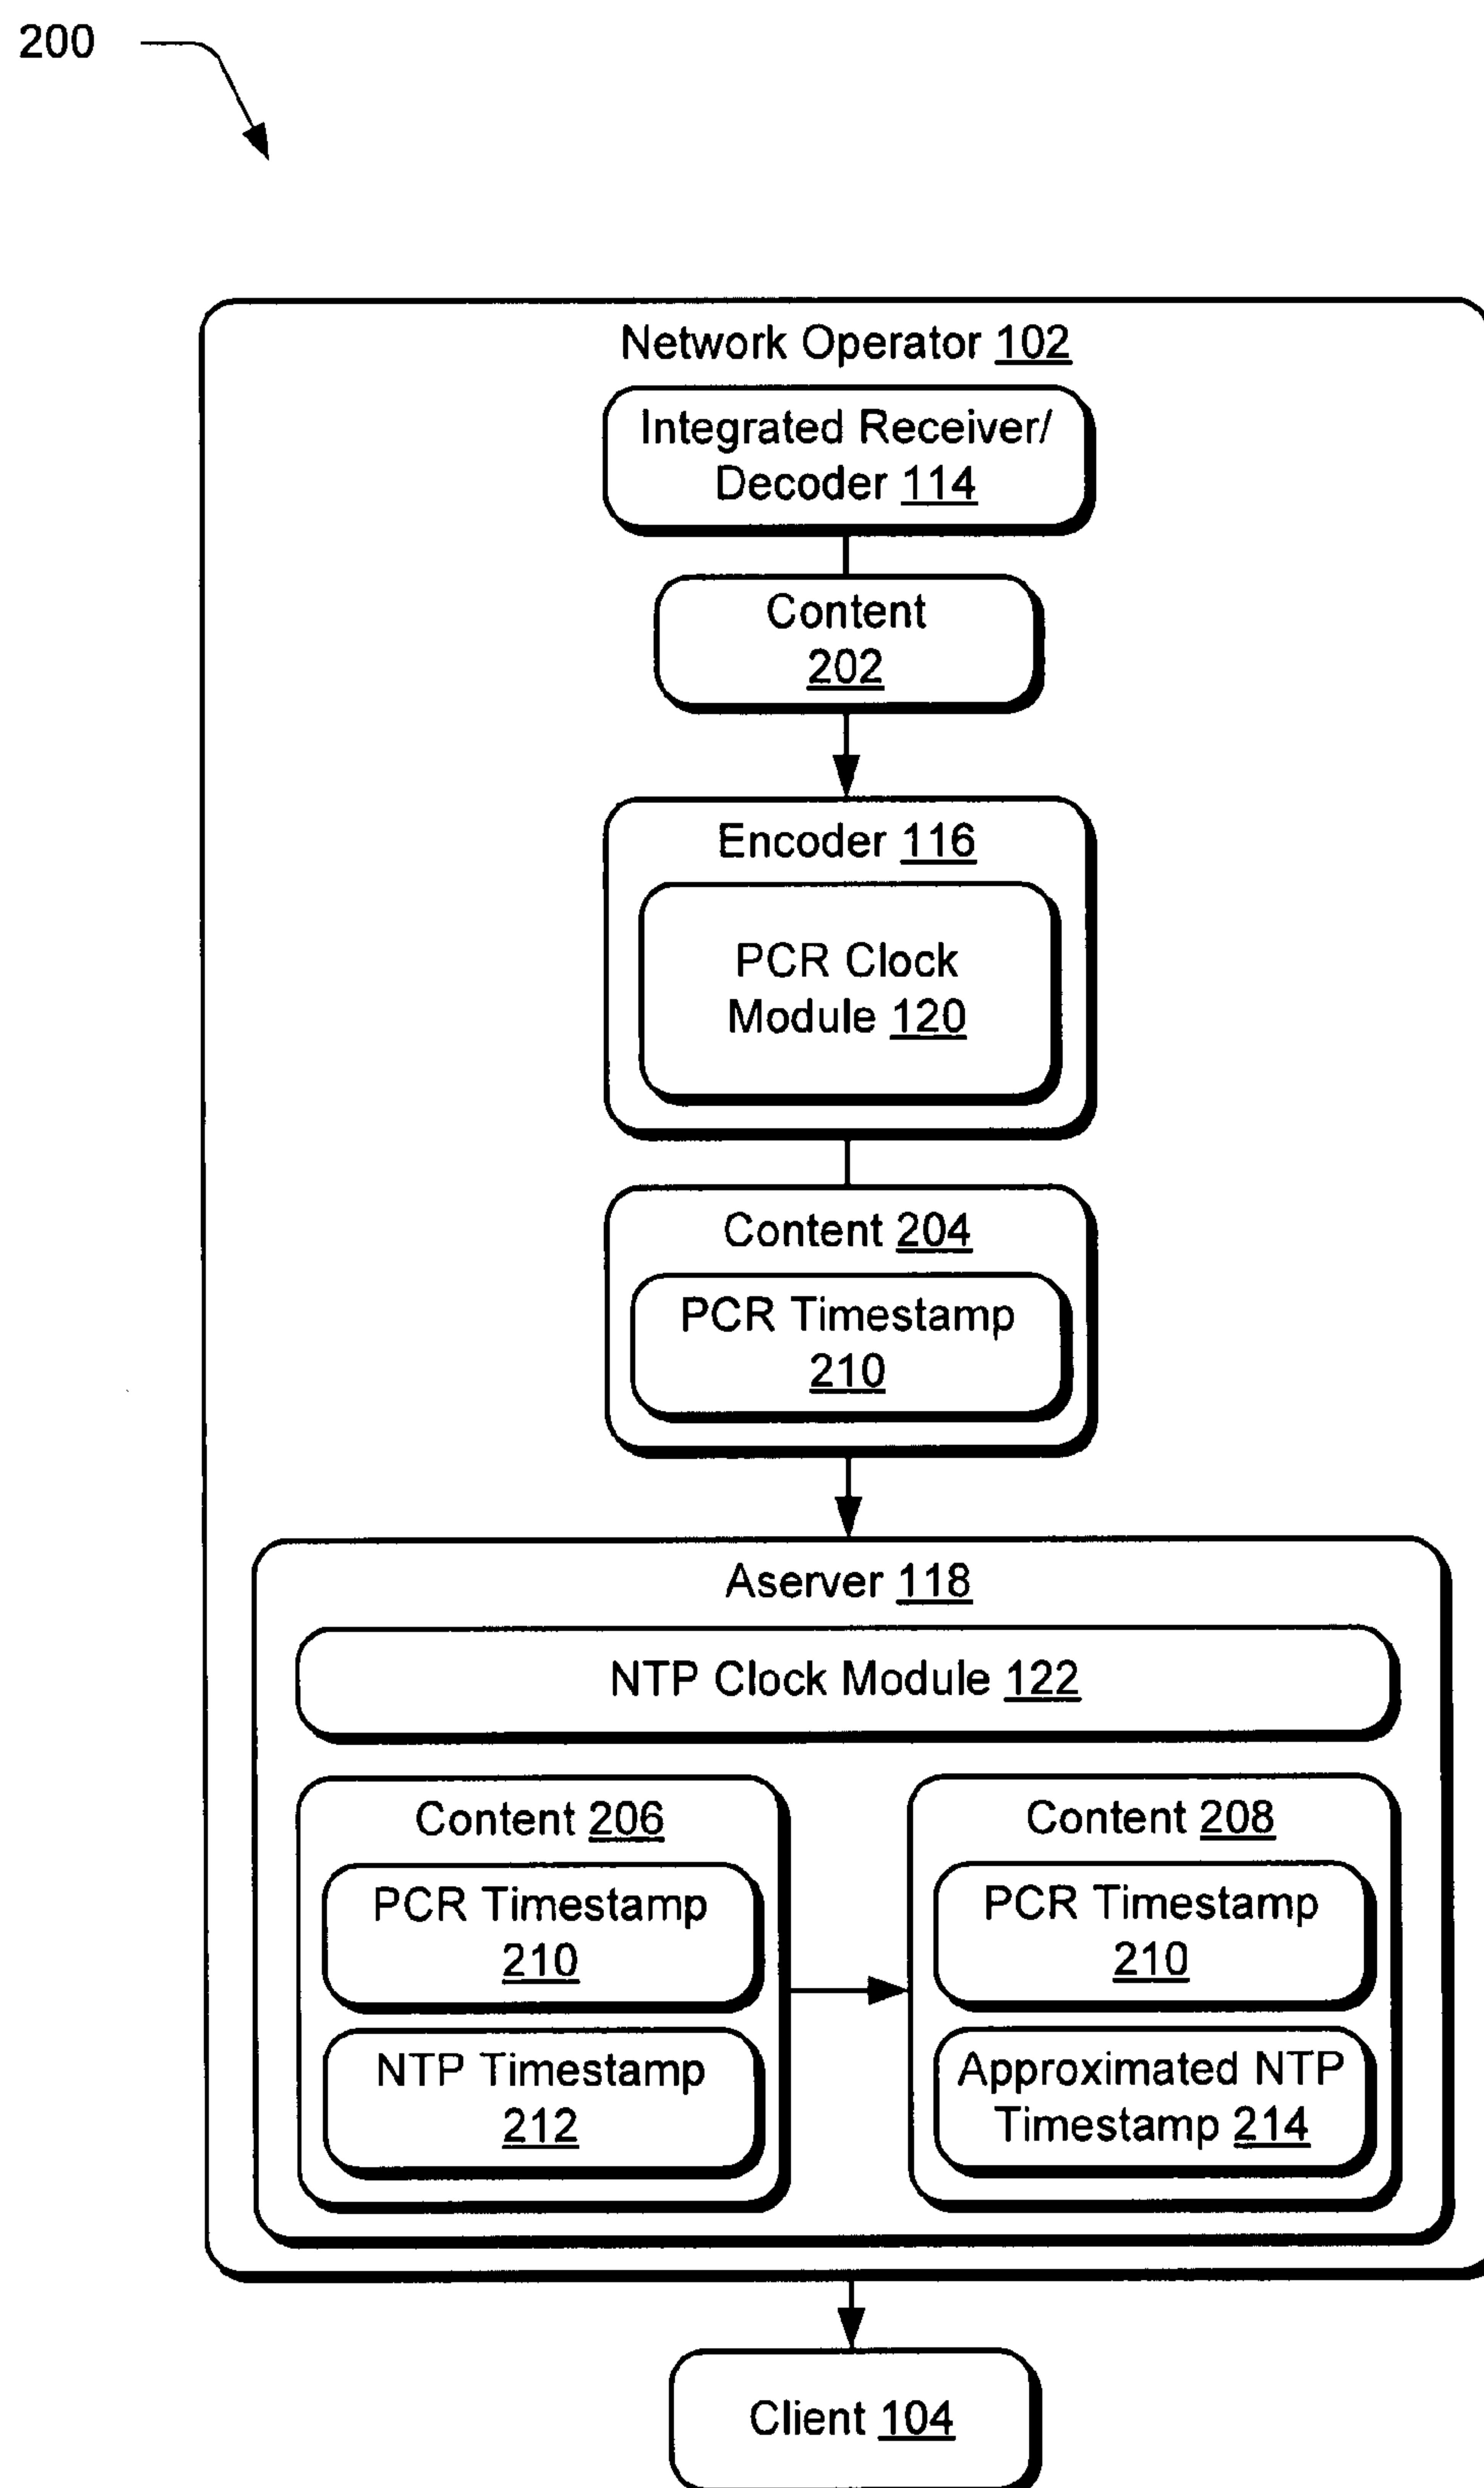 200
Network Operator 102
Integrated Receiver/
Decoder 114
Content
202
Encoder 116
PCR Clock
Module 120
Content 204
PCR Timestamp
210
Aserver 118
NTP Clock Module 122
Content 206
PCR Timestamp
210
NTP Timestamp
212
Content 208
PCR Timestamp
210
Approximated NTP
Timestamp 214
Client 104